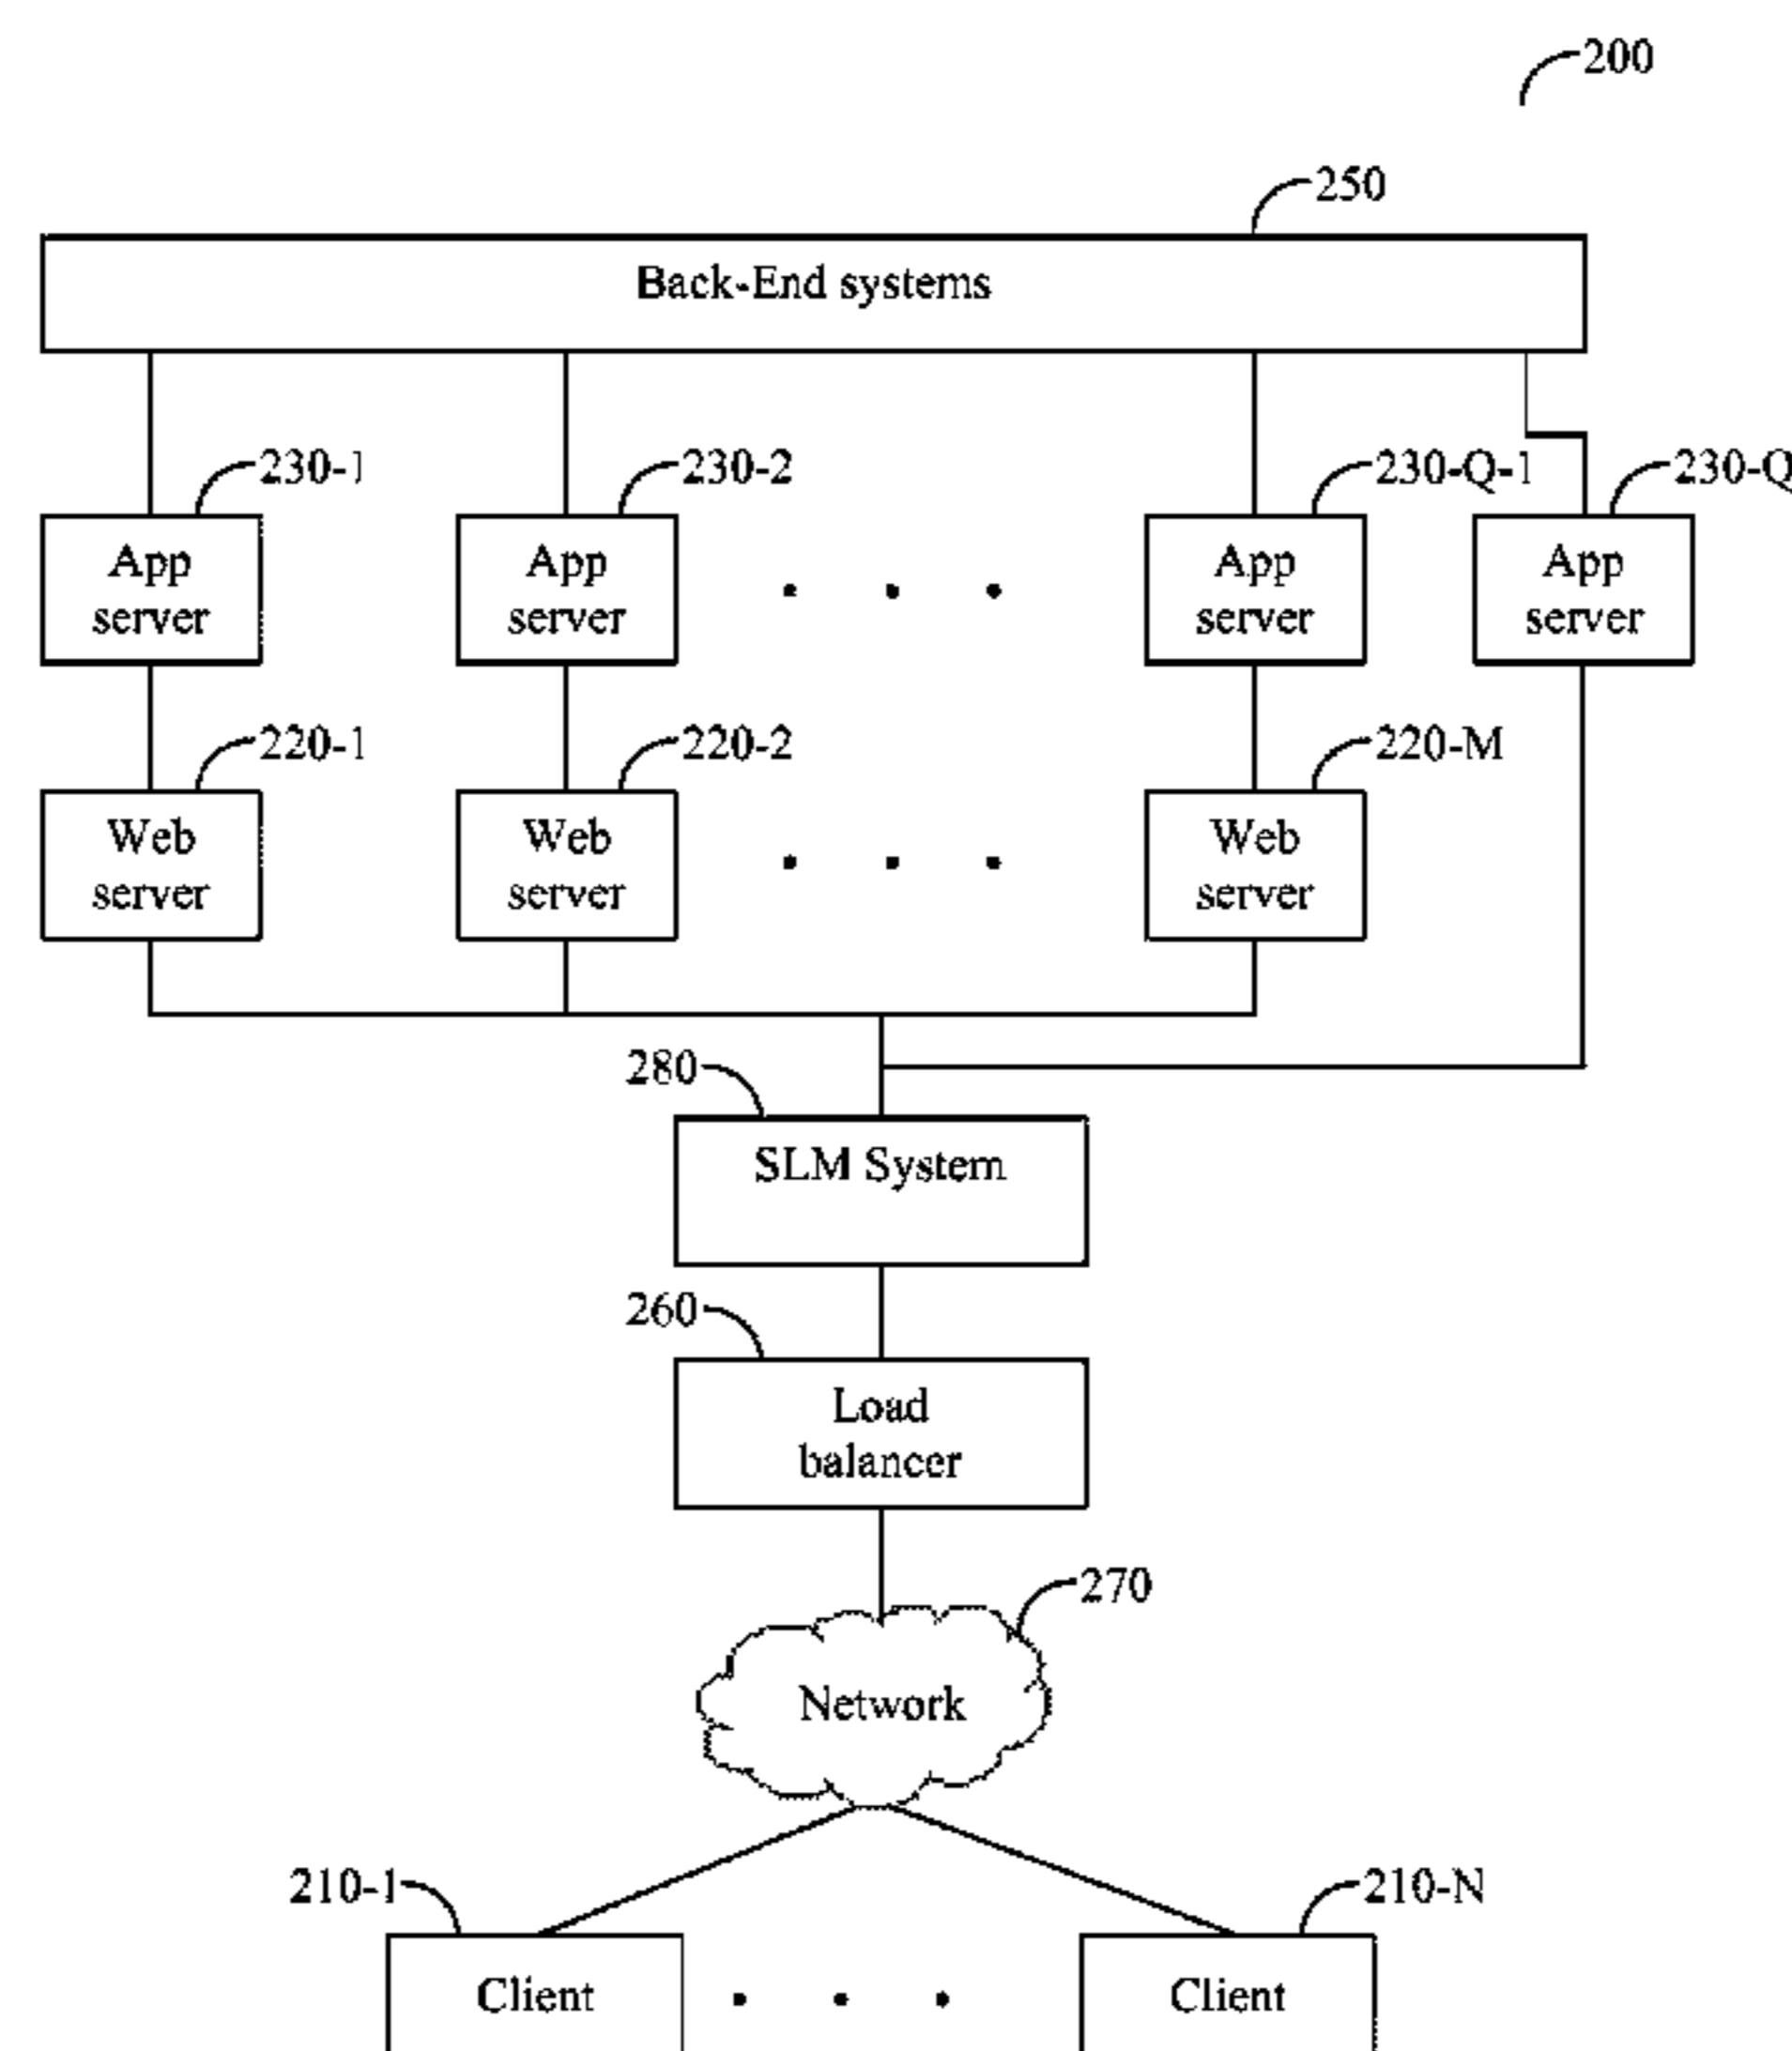 200
250
Back-End systems
230-1
230-2
230-Q-1
230-Q
App
server
App
server
App
server
App
server
220-1
220-2
220-M
Web
server
Web
server
Web
server
280
SLM System
260
Load
balancer
270
Network
210-1
210-N
Client
Client